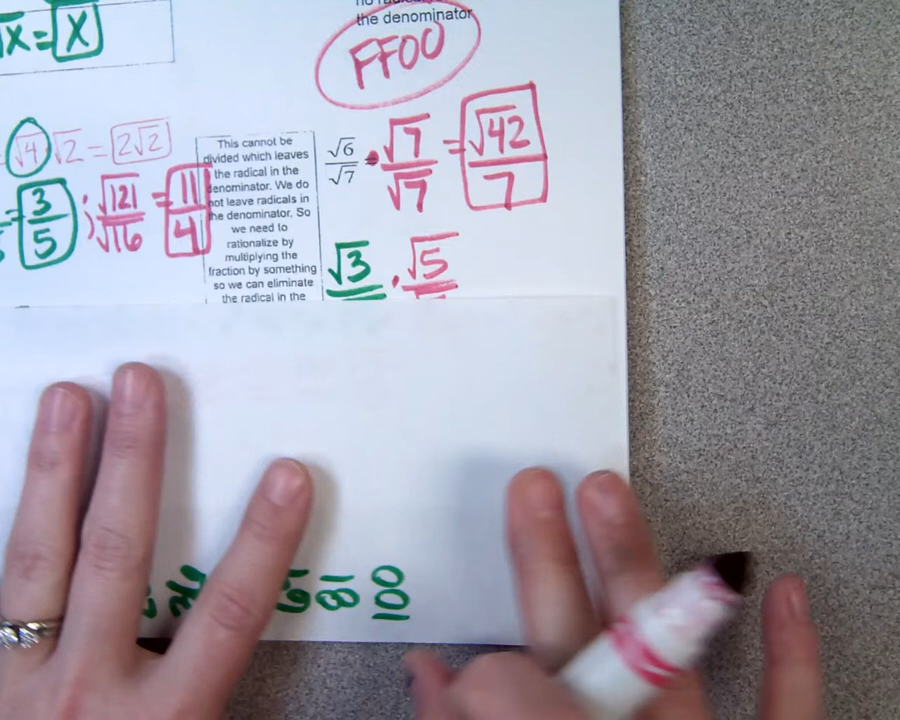 the denominator
√x = x
FFOO
√4 √2 = 2√2
= 3/5 ; √121/√16 = 11/4
This cannot be
divided which leaves
the radical in the
denominator. We do
not leave radicals in
the denominator. So
we need to
rationalize by
multiplying the
fraction by something
so we can eliminate
the radical in the
√6/√7 • √7/√7 = √42/7
√3 · √5
81
100